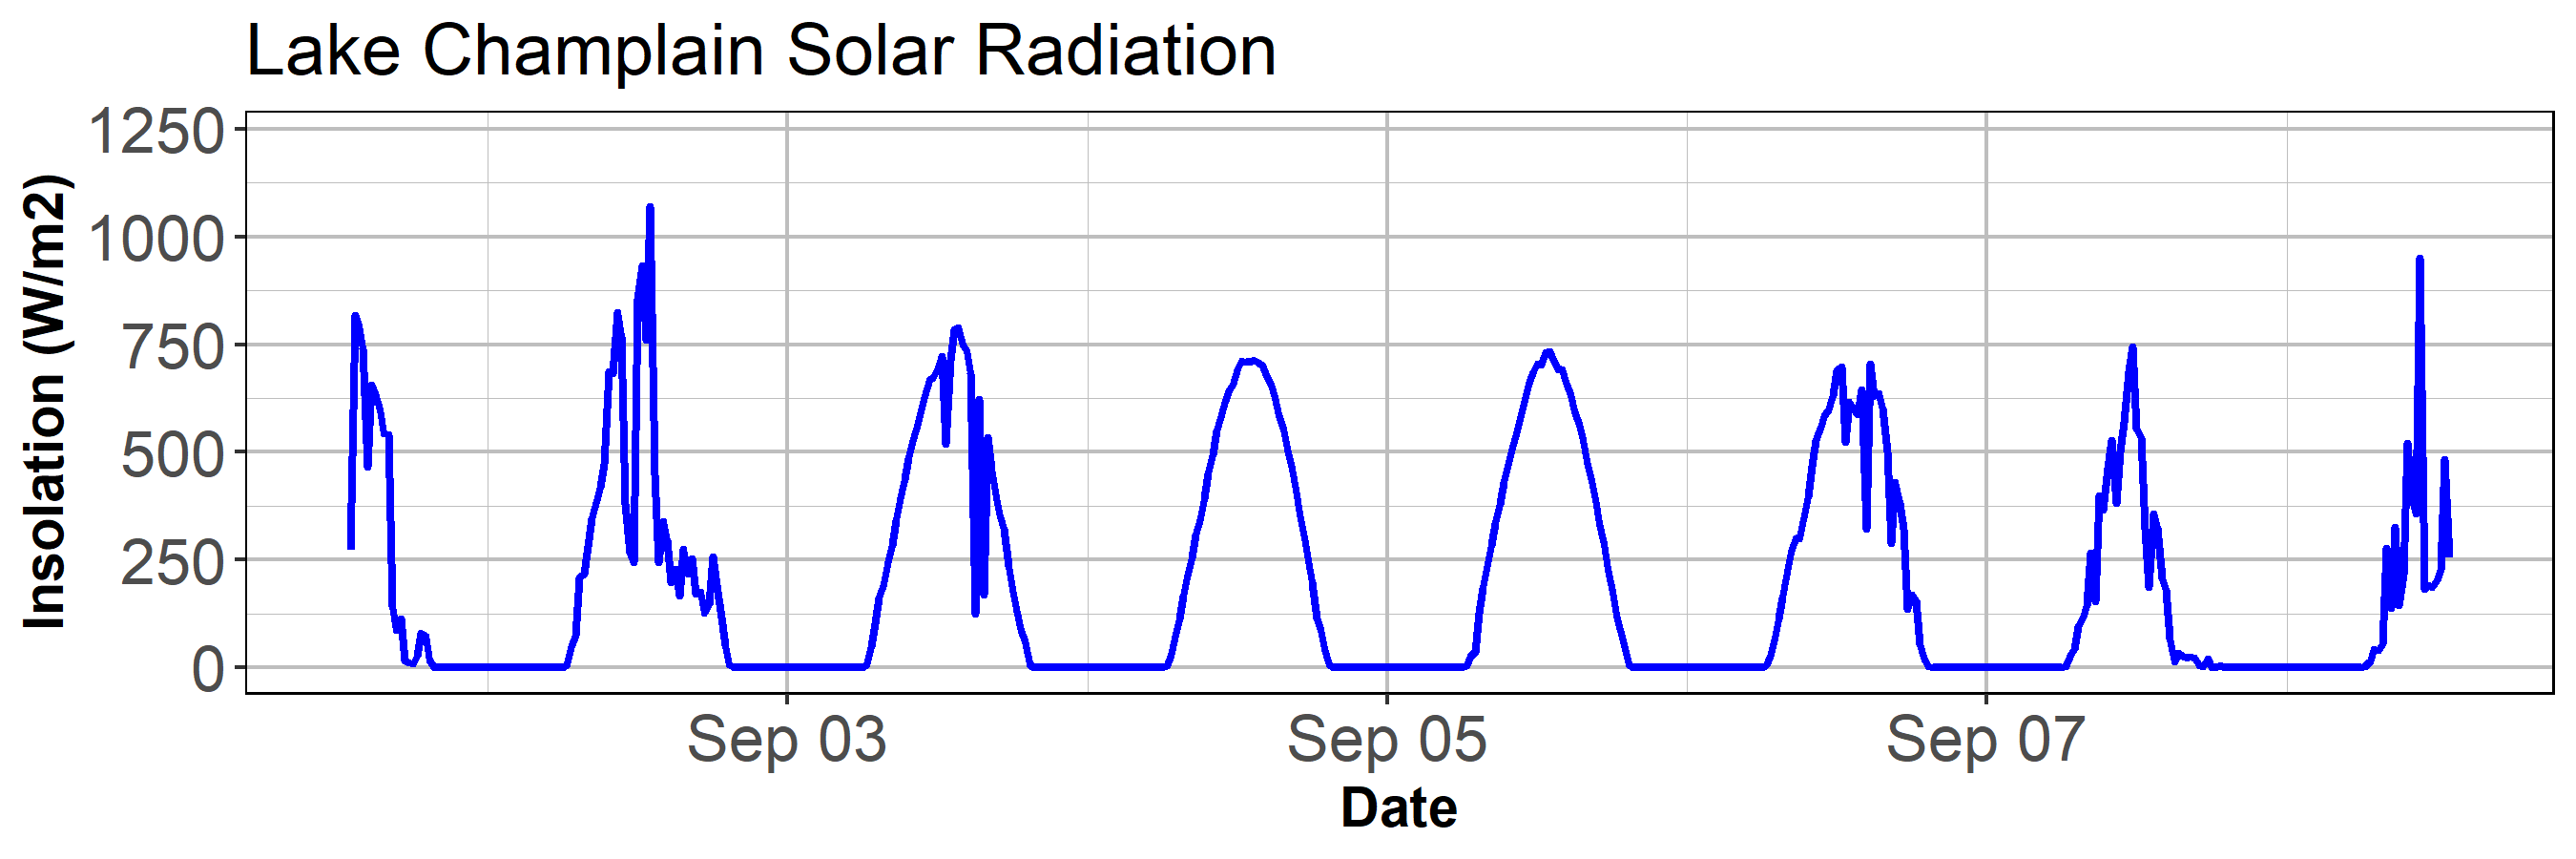 Lake Champlain Solar Radiation
1250
1000
750
500
250
0
Insolation (W/m2)
Sep 03
Sep 05
Sep 07
Date